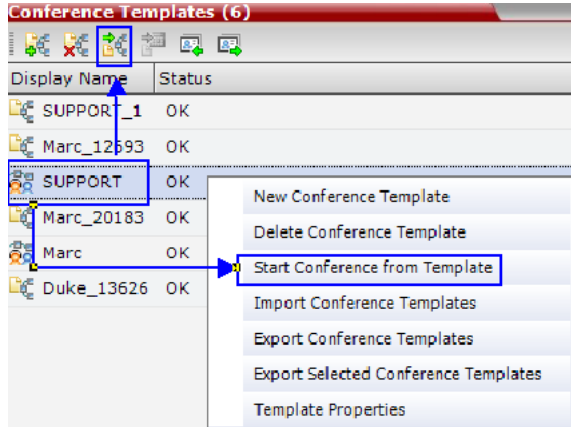 Conference Templates (6)
Display Name Status
SUPPORT_1 OK
Marc_12693 OK
SUPPORT OK
Marc_20183 OK
Marc OK
Duke_13626 OK
New Conference Template
Delete Conference Template
Start Conference from Template
Import Conference Templates
Export Conference Templates
Export Selected Conference Templates
Template Properties